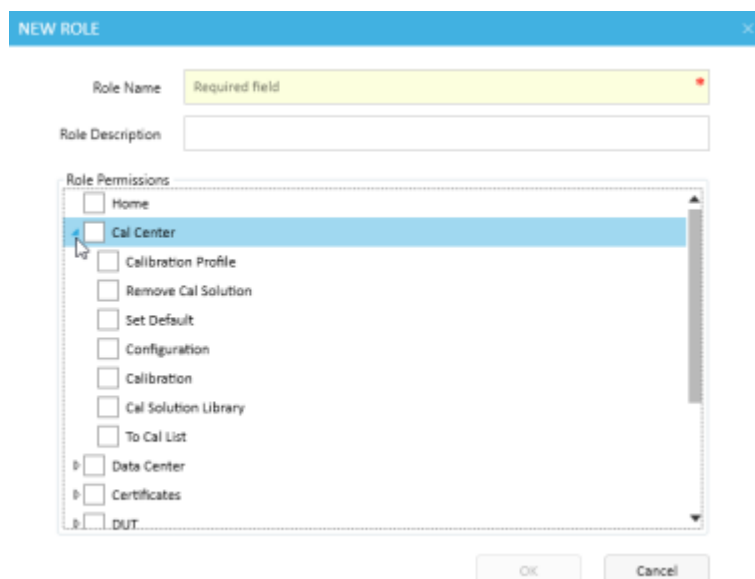 NEW ROLE
Role Name
Required field *
Role Description
Role Permissions
Home
Cal Center
Calibration Profile
Remove Cal Solution
Set Default
Configuration
Calibration
Cal Solution Library
To Cal List
Data Center
Certificates
DUT
OK Cancel